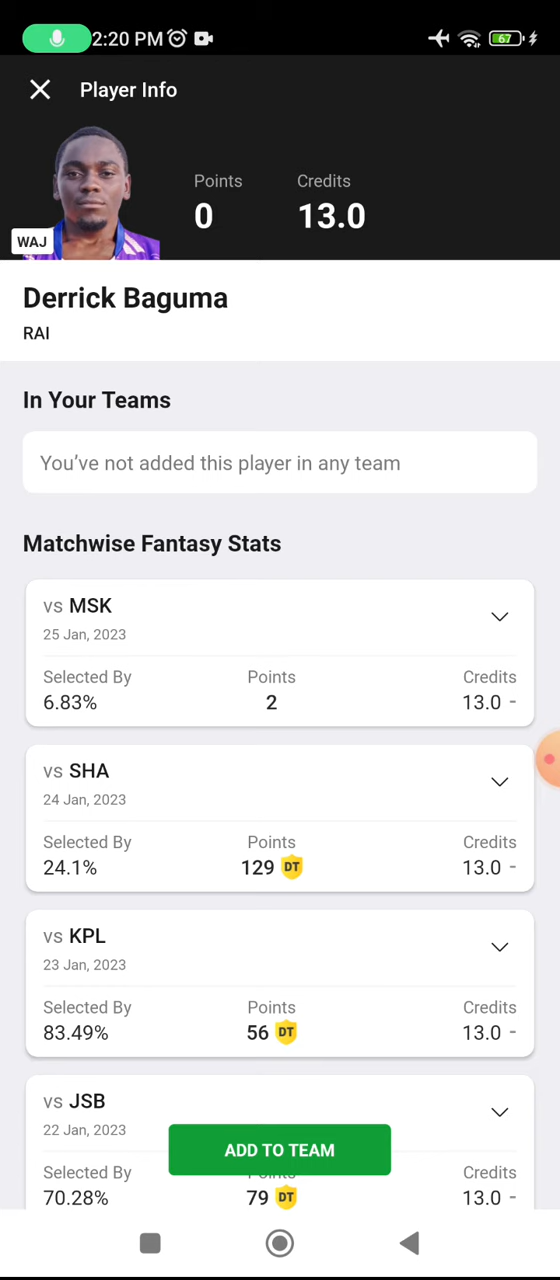 2:20 PM
67
Player Info
Points
Credits
0
13.0
WAJ
Derrick Baguma
RAI
In Your Teams
You’ve not added this player in any team
Matchwise Fantasy Stats
vs MSK
25 Jan, 2023
Selected By Points Credits
6.83% 2 13.0 -
vs SHA
24 Jan, 2023
Selected By Points Credits
24.1% 129 DT 13.0 -
vs KPL
23 Jan, 2023
Selected By Points Credits
83.49% 56 DT 13.0 -
vs JSB
22 Jan, 2023
ADD TO TEAM
Selected By Points Credits
70.28% 79 DT 13.0 -